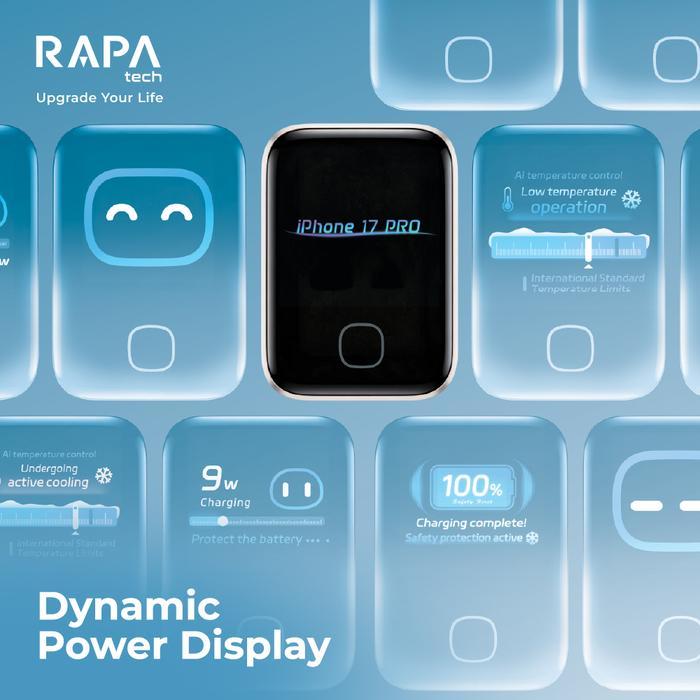 RAPA
tech
Upgrade Your Life
w
iPhone 17 PRO
AI temperature control
Low temperature
operation
International Standard
Temperature Limits
AI temperature control
Undergoing
active cooling
International Standard
Temperature Limits
9w
Charging
Protect the battery ••••
100%
Safety First
Charging complete!
Safety protection active
Dynamic
Power Display